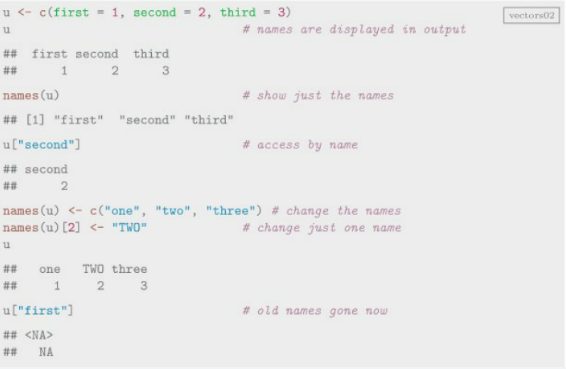 u <- c(first = 1, second = 2, third = 3)
vectors02
u # names are displayed in output
## first second third
## 1 2 3
names(u) # show just the names
## [1] "first" "second" "third"
u["second"] # access by name
## second
## 2
names(u) <- c("one", "two", "three") # change the names
names(u)[2] <- "TWO" # change just one name
u
## one TWO three
## 1 2 3
u["first"] # old names gone now
## <NA>
## NA